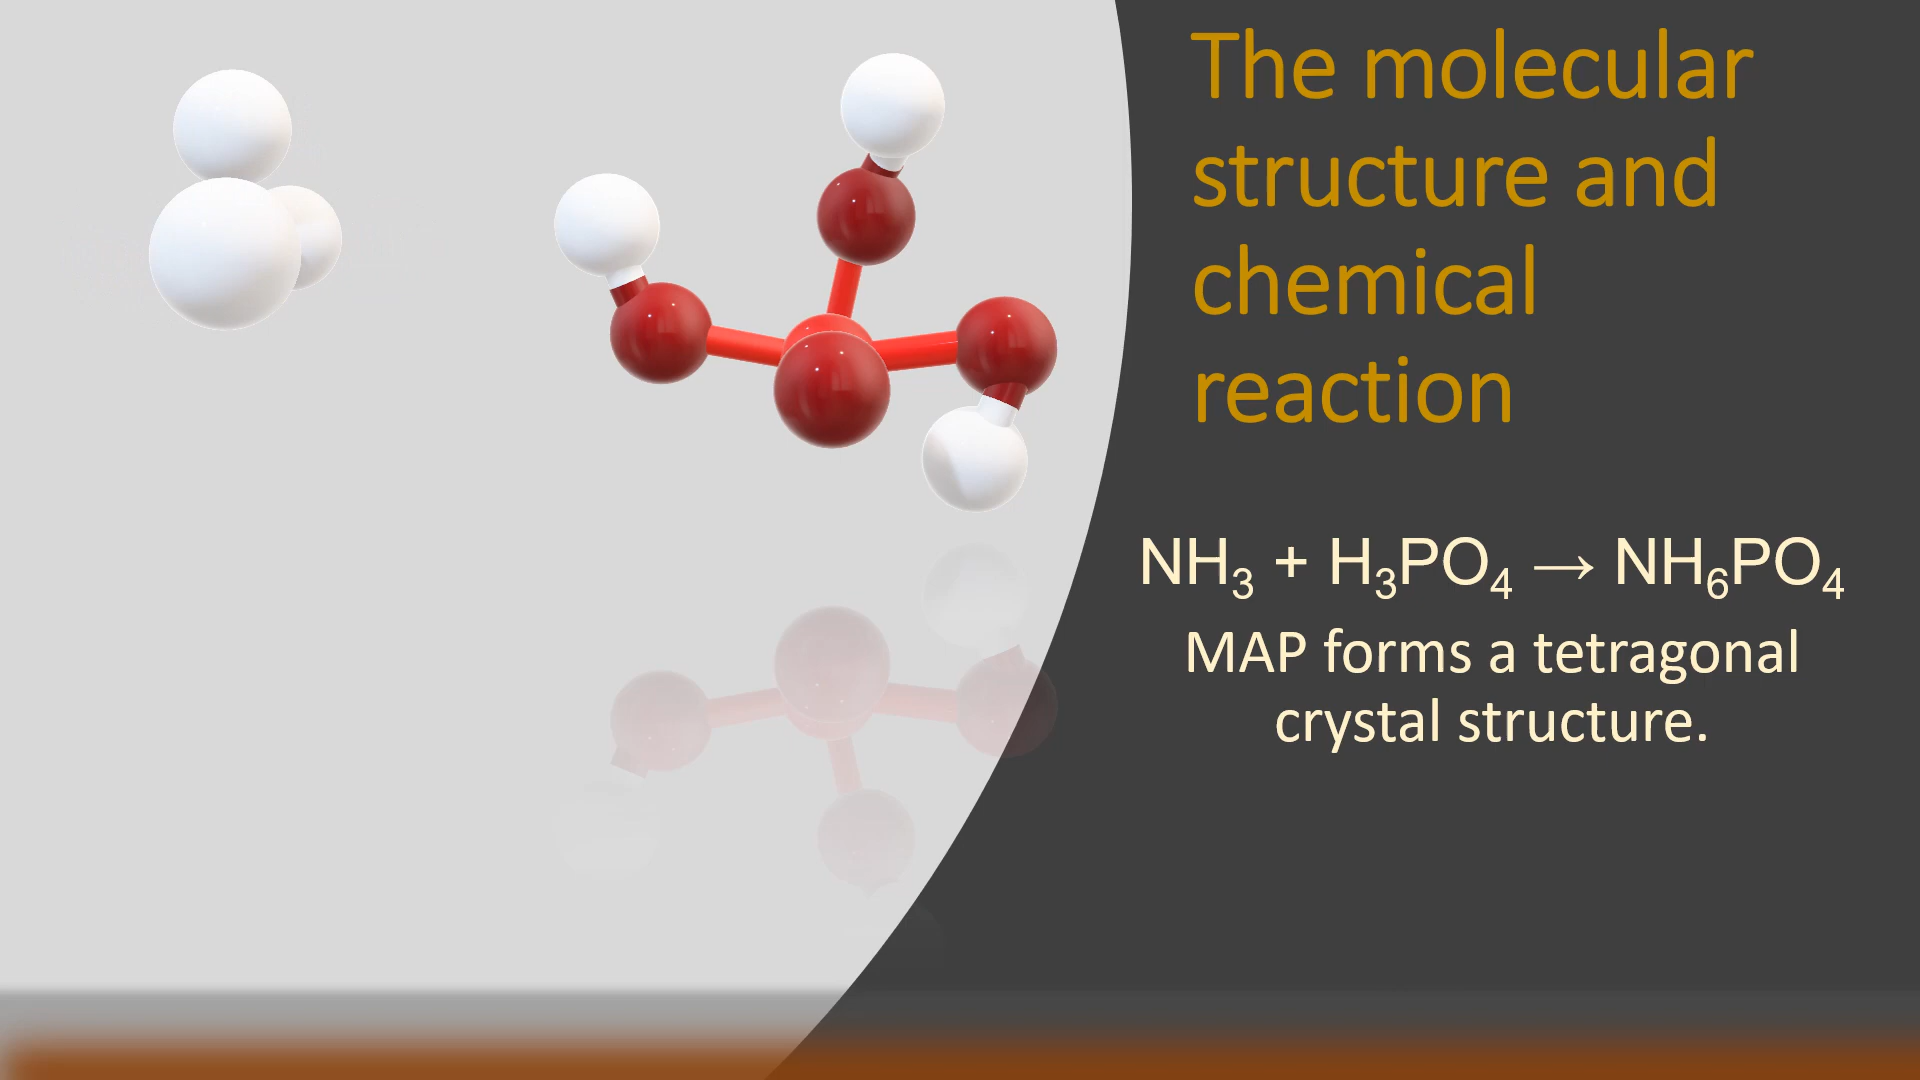 The molecular
structure and
chemical
reaction
NH₃ + H₃PO₄ → NH₆PO₄
MAP forms a tetragonal
crystal structure.